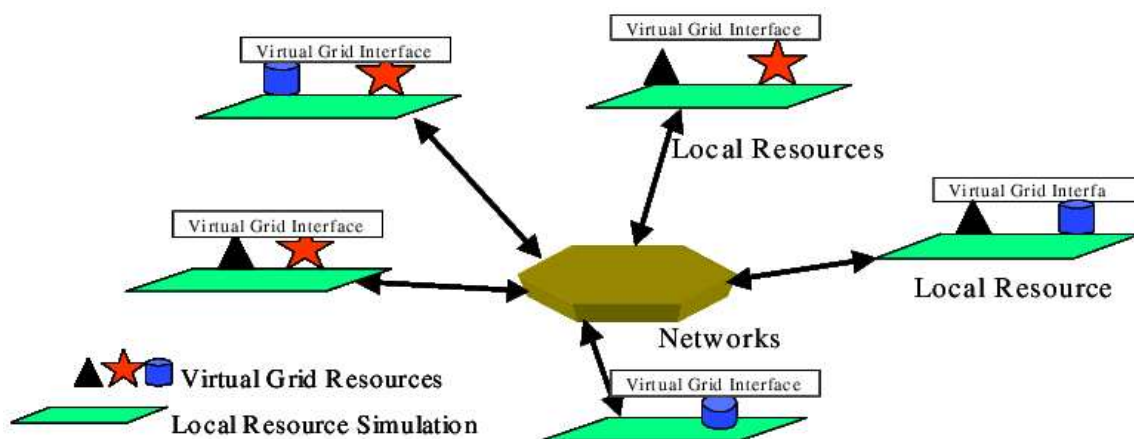 Virtual Grid Interface
Virtual Grid Interface
Local Resources
Virtual Grid Interfa
Virtual Grid Interface
Local Resource
Networks
Virtual Grid Resources
Virtual Grid Interface
Local Resource Simulation